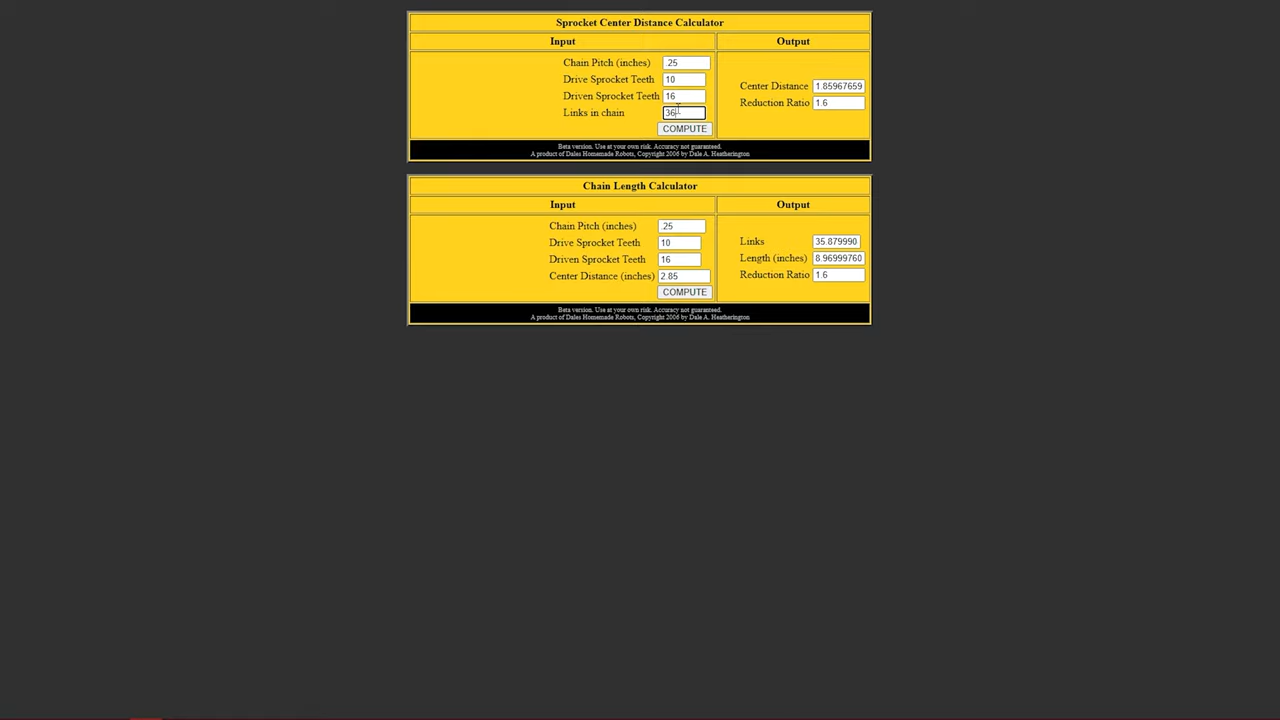 Sprocket Center Distance Calculator
Input Output
Chain Pitch (inches) .25
Drive Sprocket Teeth 10
Driven Sprocket Teeth 16
Links in chain 36
COMPUTE
Center Distance 1.85967659
Reduction Ratio 1.6
Beta version. Use at your own risk. Accuracy not guaranteed.
A product of Dales Homemade Robots, Copyright 2006 by Dale A. Heatherington
Chain Length Calculator
Input Output
Chain Pitch (inches) .25
Drive Sprocket Teeth 10
Driven Sprocket Teeth 16
Center Distance (inches) 2.85
COMPUTE
Links 35.879990
Length (inches) 8.96999760
Reduction Ratio 1.6
Beta version. Use at your own risk. Accuracy not guaranteed.
A product of Dales Homemade Robots, Copyright 2006 by Dale A. Heatherington